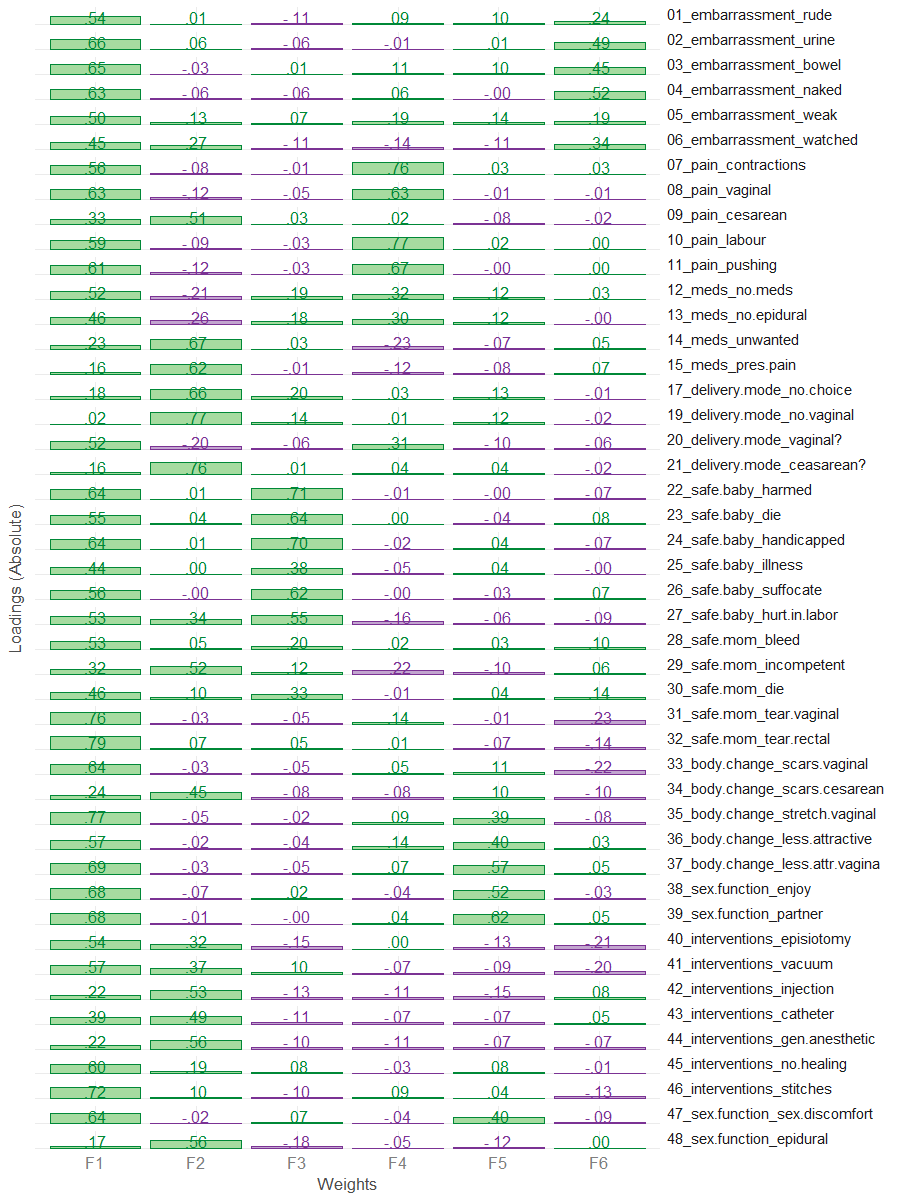 .54 .01 -.11 .09 .10 .24 01_embarrassment_rude
.66 .06 -.06 -.01 .01 .49 02_embarrassment_urine
.65 -.03 .01 .11 .10 .45 03_embarrassment_bowel
.63 -.06 -.06 .06 -.00 .52 04_embarrassment_naked
.50 .13 .07 .19 .14 .19 05_embarrassment_weak
.45 .27 -.11 -.14 -.11 .34 06_embarrassment_watched
.56 -.08 -.01 .76 .03 .03 07_pain_contractions
.63 -.12 -.05 .63 -.01 -.01 08_pain_vaginal
.33 .51 .03 .02 -.08 -.02 09_pain_cesarean
.59 -.09 -.03 .77 .02 .00 10_pain_labour
.61 -.12 -.03 .67 -.00 .00 11_pain_pushing
.52 -.21 .19 .32 .12 .03 12_meds_no.meds
.46 -.26 .18 .30 .12 -.00 13_meds_no.epidural
.23 .67 .03 -.23 -.07 .05 14_meds_unwanted
.16 .62 -.01 -.12 -.08 .07 15_meds_pres.pain
.18 .66 .20 .03 .13 -.01 17_delivery.mode_no.choice
.02 .77 .14 .01 .12 -.02 19_delivery.mode_no.vaginal
.52 -.20 -.06 .31 -.10 -.06 20_delivery.mode_vaginal?
.16 .76 .01 .04 .04 -.02 21_delivery.mode_ceasarean?
.64 .01 .71 -.01 -.00 -.07 22_safe.baby_harmed
.55 .04 .64 .00 -.04 .08 23_safe.baby_die
.64 .01 .70 -.02 .04 -.07 24_safe.baby_handicapped
.44 .00 .38 -.05 .04 -.00 25_safe.baby_illness
.56 -.00 .62 -.00 -.03 .07 26_safe.baby_suffocate
.53 .34 .55 -.16 -.06 -.09 27_safe.baby_hurt.in.labor
.53 .05 .20 .02 .03 .10 28_safe.mom_bleed
.32 .52 .12 -.22 -.10 .06 29_safe.mom_incompetent
.46 .10 .33 -.01 .04 .14 30_safe.mom_die
.76 -.03 -.05 .14 -.01 -.23 31_safe.mom_tear.vaginal
.79 .07 .05 .01 -.07 -.14 32_safe.mom_tear.rectal
.64 -.03 -.05 .05 .11 -.22 33_body.change_scars.vaginal
.24 .45 -.08 -.08 .10 -.10 34_body.change_scars.cesarean
.77 -.05 -.02 .09 .39 -.08 35_body.change_stretch.vaginal
.57 -.02 -.04 .14 .40 .03 36_body.change_less.attractive
.69 -.03 -.05 .07 .57 .05 37_body.change_less.attr.vagina
.68 -.07 .02 -.04 .52 -.03 38_sex.function_enjoy
.68 -.01 -.00 .04 .62 .05 39_sex.function_partner
.54 .32 -.15 .00 -.13 -.21 40_interventions_episiotomy
.57 .37 .10 -.07 -.09 -.20 41_interventions_vacuum
.22 .53 -.13 -.11 -.15 .08 42_interventions_injection
.39 .49 -.11 -.07 -.07 .05 43_interventions_catheter
.22 .56 -.10 -.11 -.07 -.07 44_interventions_gen.anesthetic
.60 .19 .08 -.03 .08 -.01 45_interventions_no.healing
.72 .10 -.10 .09 .04 -.13 46_interventions_stitches
.64 -.02 .07 -.04 .40 -.09 47_sex.function_sex.discomfort
.17 .56 -.18 -.05 -.12 .00 48_sex.function_epidural
F1 F2 F3 F4 F5 F6
Weights
Loadings (Absolute)